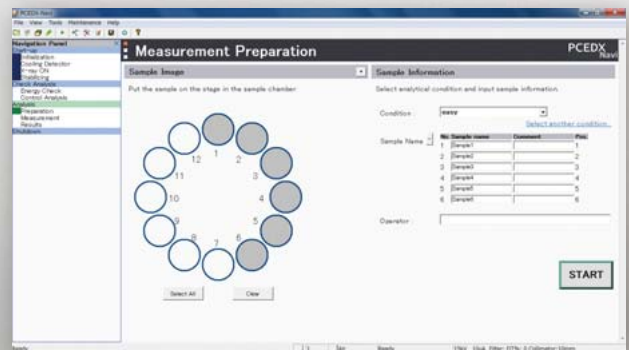 PCEDX-Navi
File View Tools Maintenance Help
Navigation Panel
Start-up
Initialization
Cooling Detector
X-ray ON
Stabilizing
Check Analysis
Energy Check
Control Analysis
Analysis
Preparation
Measurement
Results
Shutdown
Measurement Preparation
PCEDX
Navi
Sample Image
Put the sample on the stage in the sample chamber.
1
2
3
4
5
6
7
8
9
10
11
12
Select All
Clear
Sample Information
Select analytical condition and input sample information.
Condition :
easy
Select another condition...
Sample Name
No. Sample name Comment Pos.
1 Sample1 1
2 Sample2 2
3 Sample3 3
4 Sample4 4
5 Sample5 5
6 Sample6 6
Operator :
START
Ready
Ready